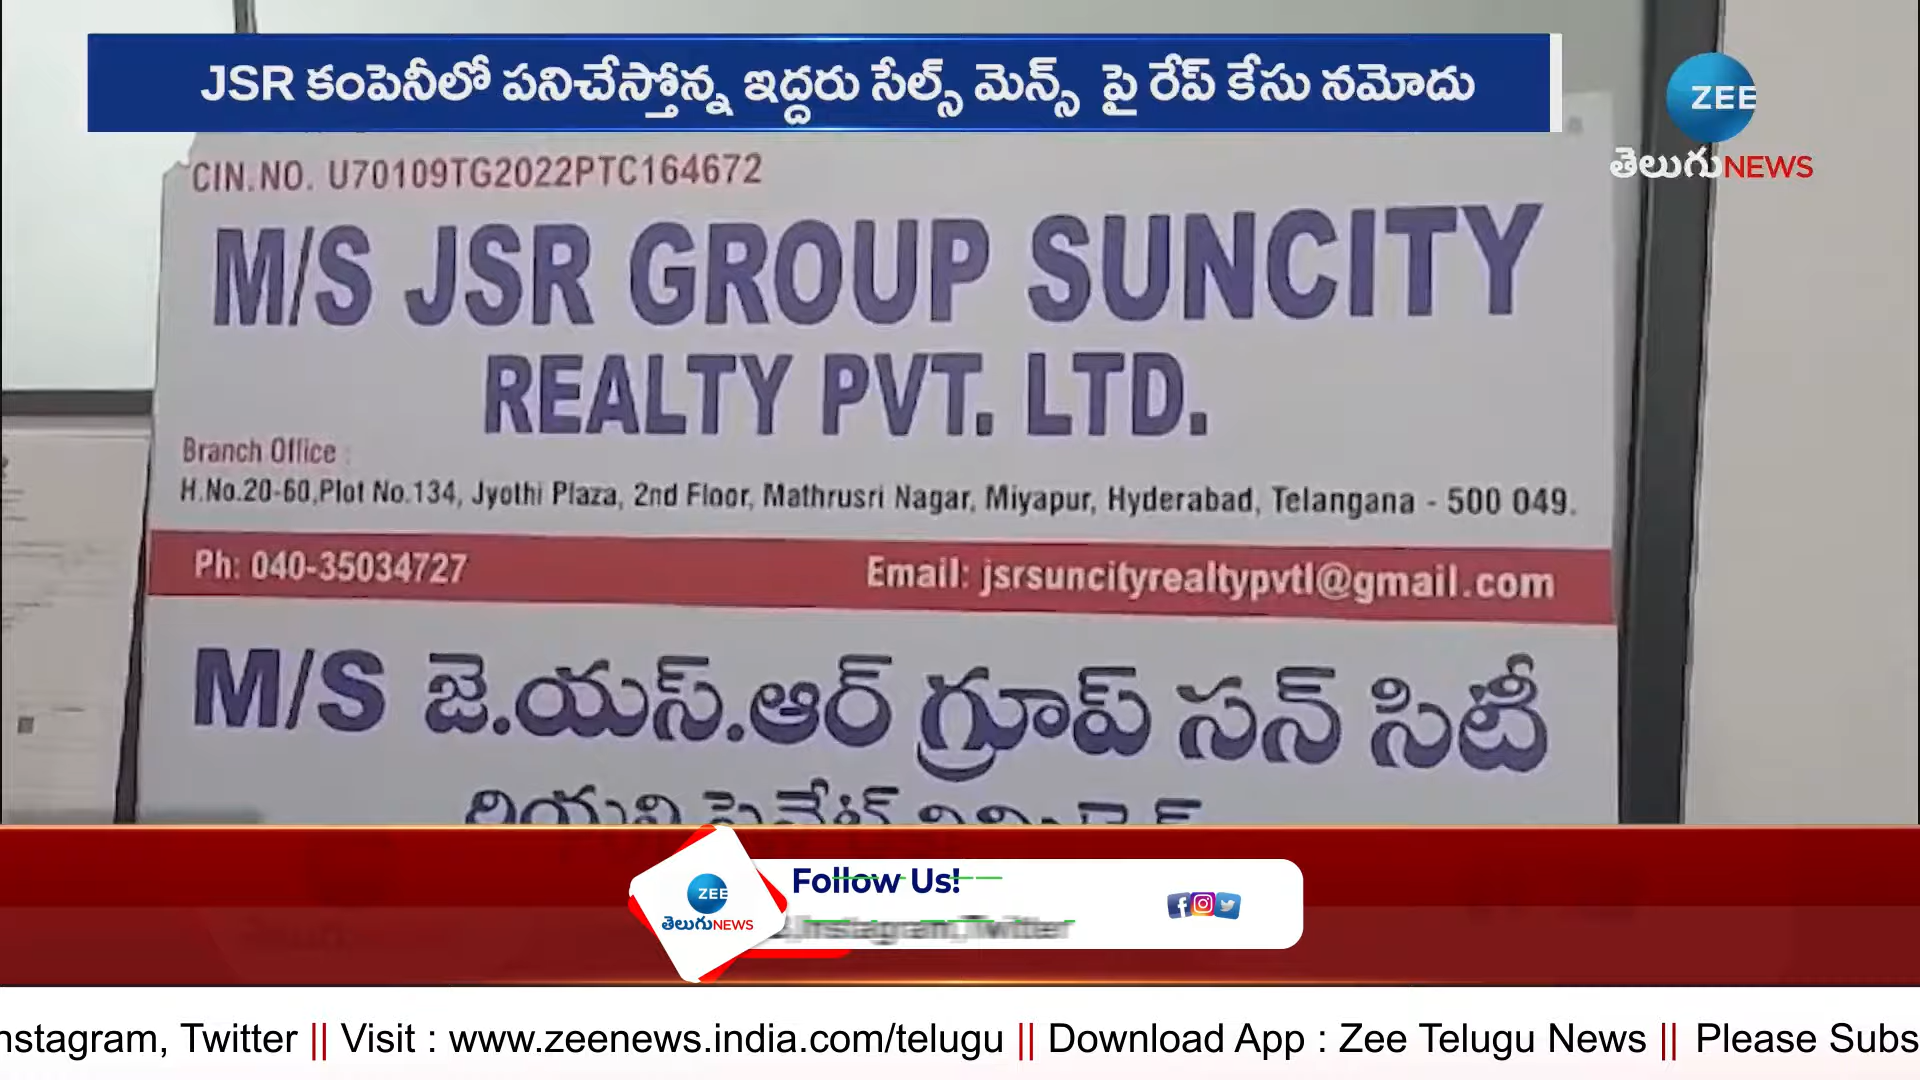 JSR కంపెనీలో పనిచేస్తోన్న ఇద్దరు సేల్స్ మెన్స్ పై రేప్ కేసు నమోదు
ZEE
తెలుగు NEWS
CIN.NO. U70109TG2022PTC164672
M/S JSR GROUP SUNCITY
REALTY PVT. LTD.
Branch Office :
H.No.20-60,Plot No.134, Jyothi Plaza, 2nd Floor, Mathrusri Nagar, Miyapur, Hyderabad, Telangana - 500 049.
Ph: 040-35034727 Email: jsrsuncityrealtypvtl@gmail.com
M/S జె.యస్.ఆర్ గ్రూప్ సన్ సిటీ
Follow Us!
ZEE
తెలుగు NEWS
,Instagram,Twitter
nstagram, Twitter || Visit : www.zeenews.india.com/telugu || Download App : Zee Telugu News || Please Subs